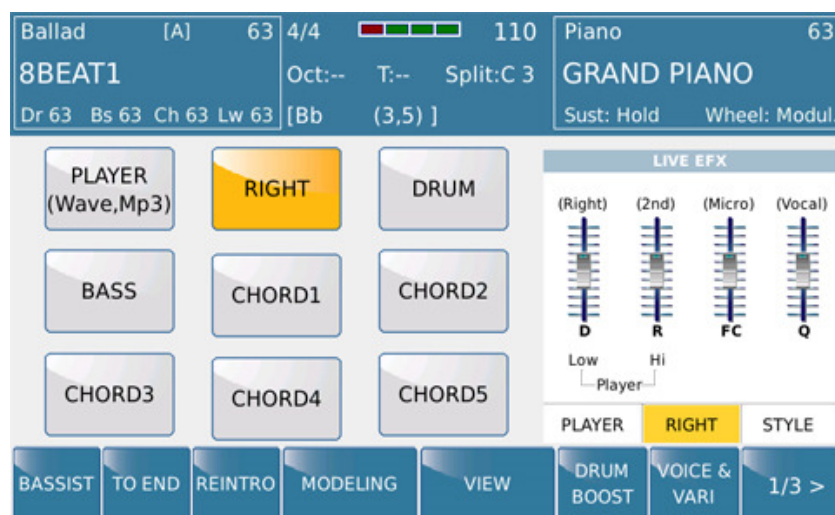 Ballad [A] 63 4/4 110 Piano 63
8BEAT1 Oct:-- T:-- Split:C 3 GRAND PIANO
Dr 63 Bs 63 Ch 63 Lw 63 [Bb (3,5) ] Sust: Hold Wheel: Modul.
PLAYER
(Wave,Mp3)
RIGHT
DRUM
BASS
CHORD1
CHORD2
CHORD3
CHORD4
CHORD5
LIVE EFX
(Right) (2nd) (Micro) (Vocal)
D R FC Q
Low Hi
Player
PLAYER RIGHT STYLE
BASSIST
TO END
REINTRO
MODELING
VIEW
DRUM
BOOST
VOICE &
VARI
1/3 >